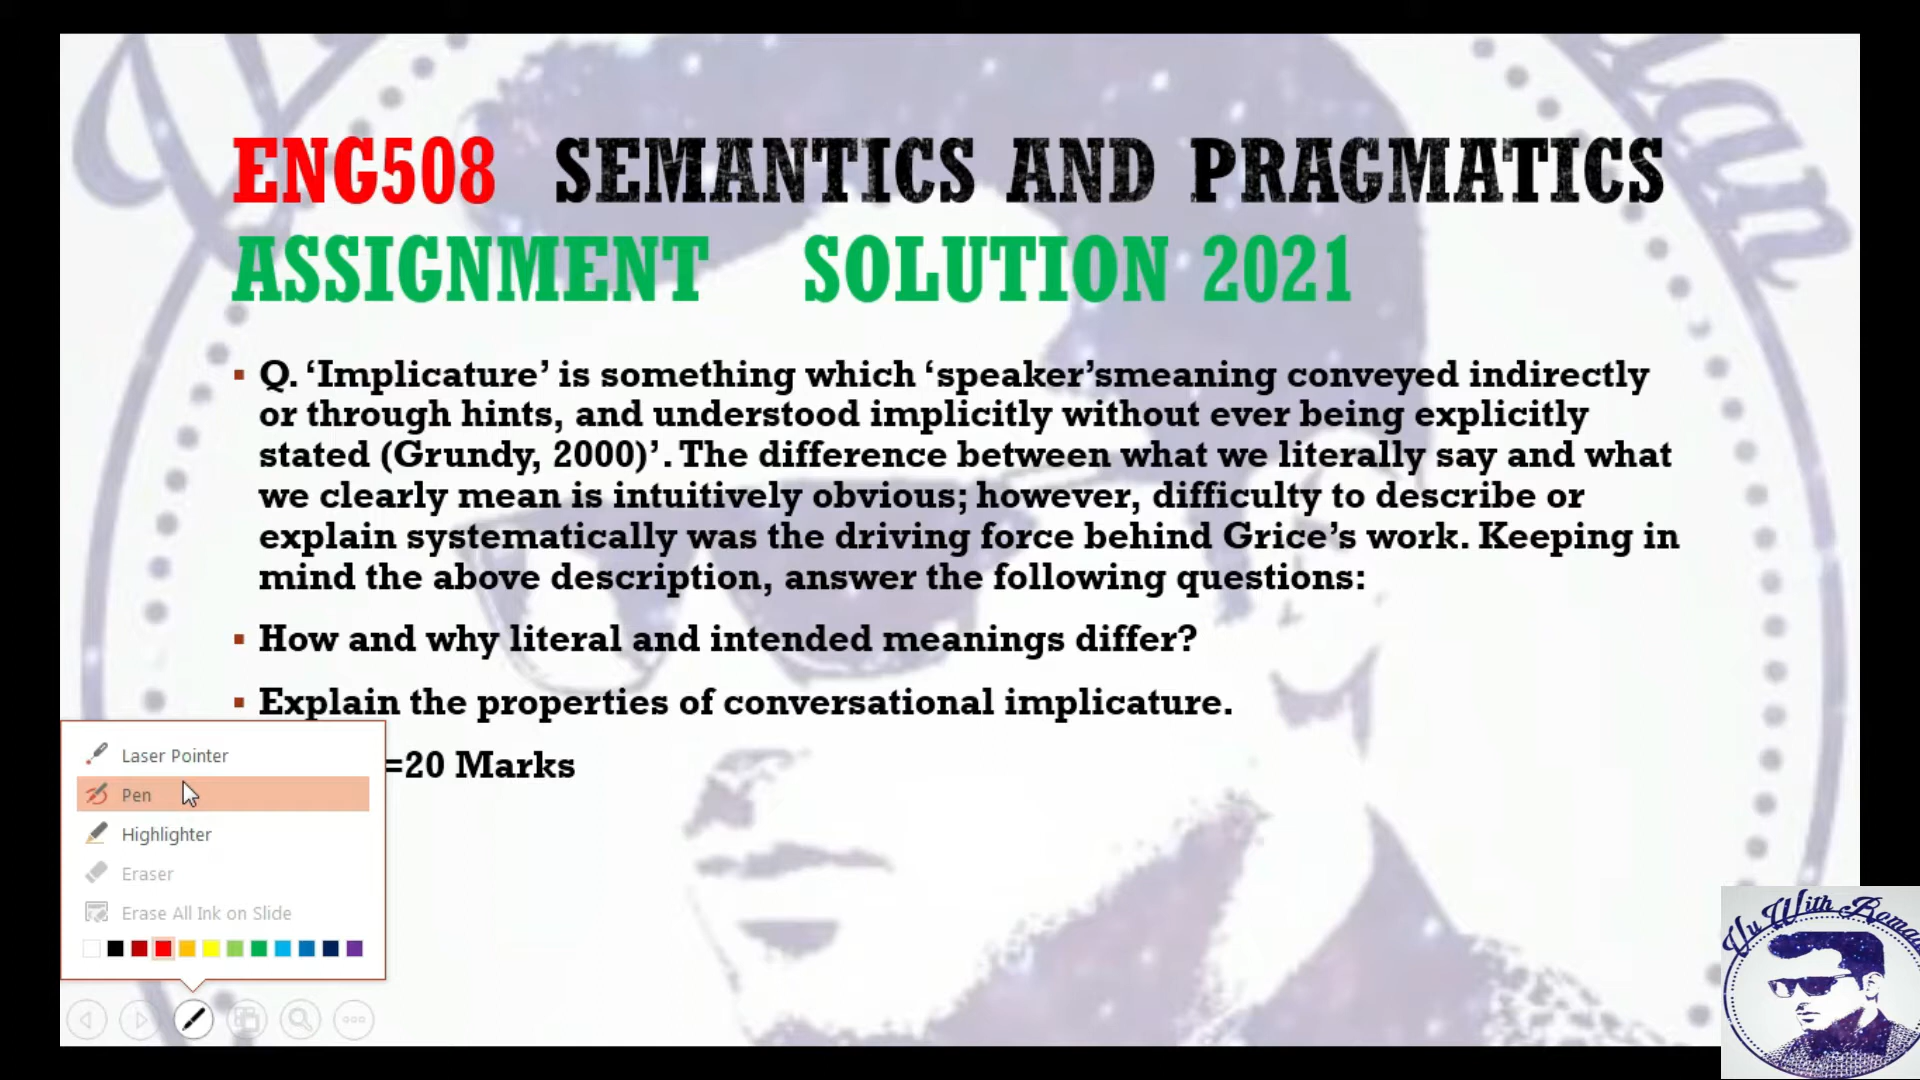 ENG508 SEMANTICS AND PRAGMATICS
ASSIGNMENT SOLUTION 2021
▪ Q. ‘Implicature’ is something which ‘speaker’smeaning conveyed indirectly
or through hints, and understood implicitly without ever being explicitly
stated (Grundy, 2000)’. The difference between what we literally say and what
we clearly mean is intuitively obvious; however, difficulty to describe or
explain systematically was the driving force behind Grice’s work. Keeping in
mind the above description, answer the following questions:
▪ How and why literal and intended meanings differ?
▪ Explain the properties of conversational implicature.
=20 Marks
Laser Pointer
Pen
Highlighter
Eraser
Erase All Ink on Slide
Vu With Roman